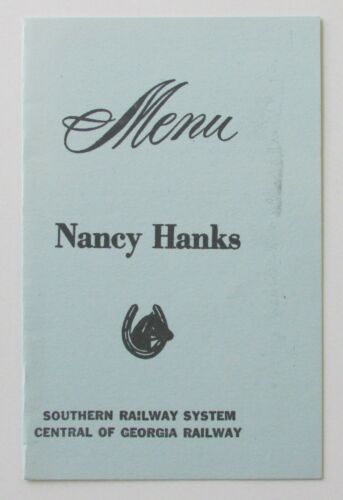 Menu
Nancy Hanks
SOUTHERN RAILWAY SYSTEM
CENTRAL OF GEORGIA RAILWAY